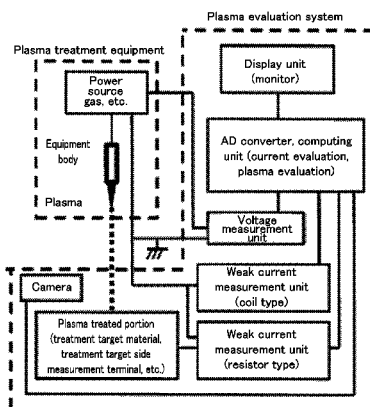 Plasma evaluation system
Plasma treatment equipment
Power
source
gas, etc.
Equipment
body
Plasma
Display unit
(monitor)
AD converter, computing
unit (current evaluation,
plasma evaluation)
Voltage
measurement
unit
Camera
Weak current
measurement unit
(coil type)
Plasma treated portion
(treatment target material,
treatment target side
measurement terminal, etc.)
Weak current
measurement unit
(resistor type)